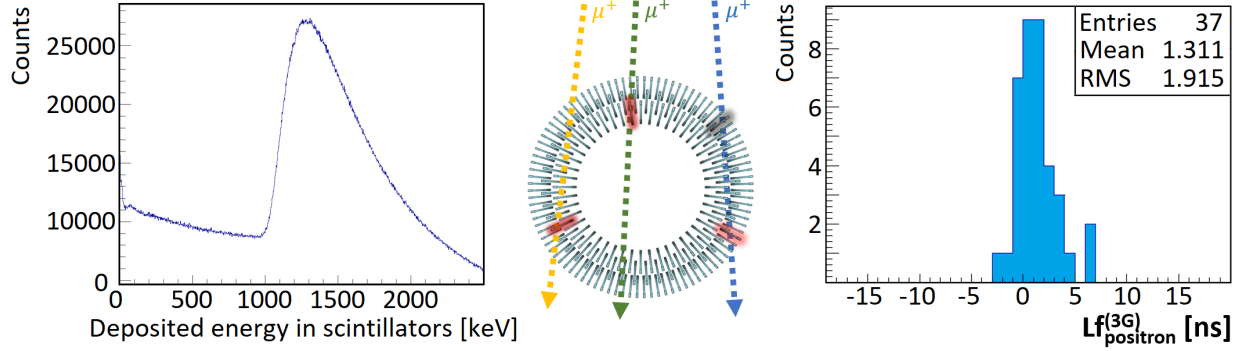 Counts
25000
20000
15000
10000
0
0
500
1000
1500
2000
Deposited energy in scintillators [keV]
μ⁺
μ⁺
μ⁺
Counts
8
6
4
2
Entries 37
Mean 1.311
RMS 1.915
-15
-10
-5
0
5
10
15
Lf(3G)positron [ns]